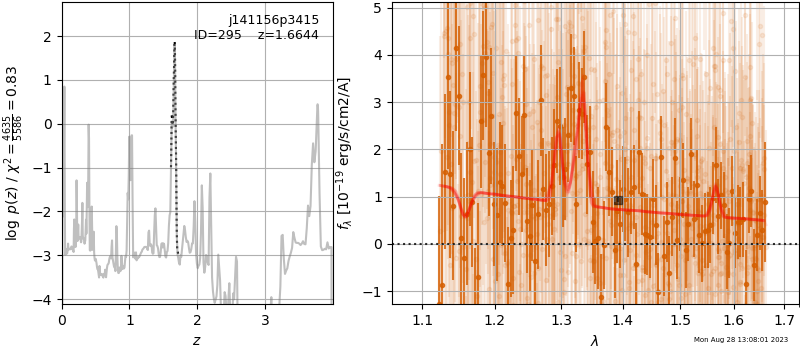 j141156p3415
ID=295 z=1.6644
log p(z) / χ² = 4635/5586 = 0.83
2
1
0
−1
−2
−3
−4
0 1 2 3
z
fλ [10⁻¹⁹ erg/s/cm2/A]
5
4
3
2
1
0
−1
1.1 1.2 1.3 1.4 1.5 1.6 1.7
λ
Mon Aug 28 13:08:01 2023